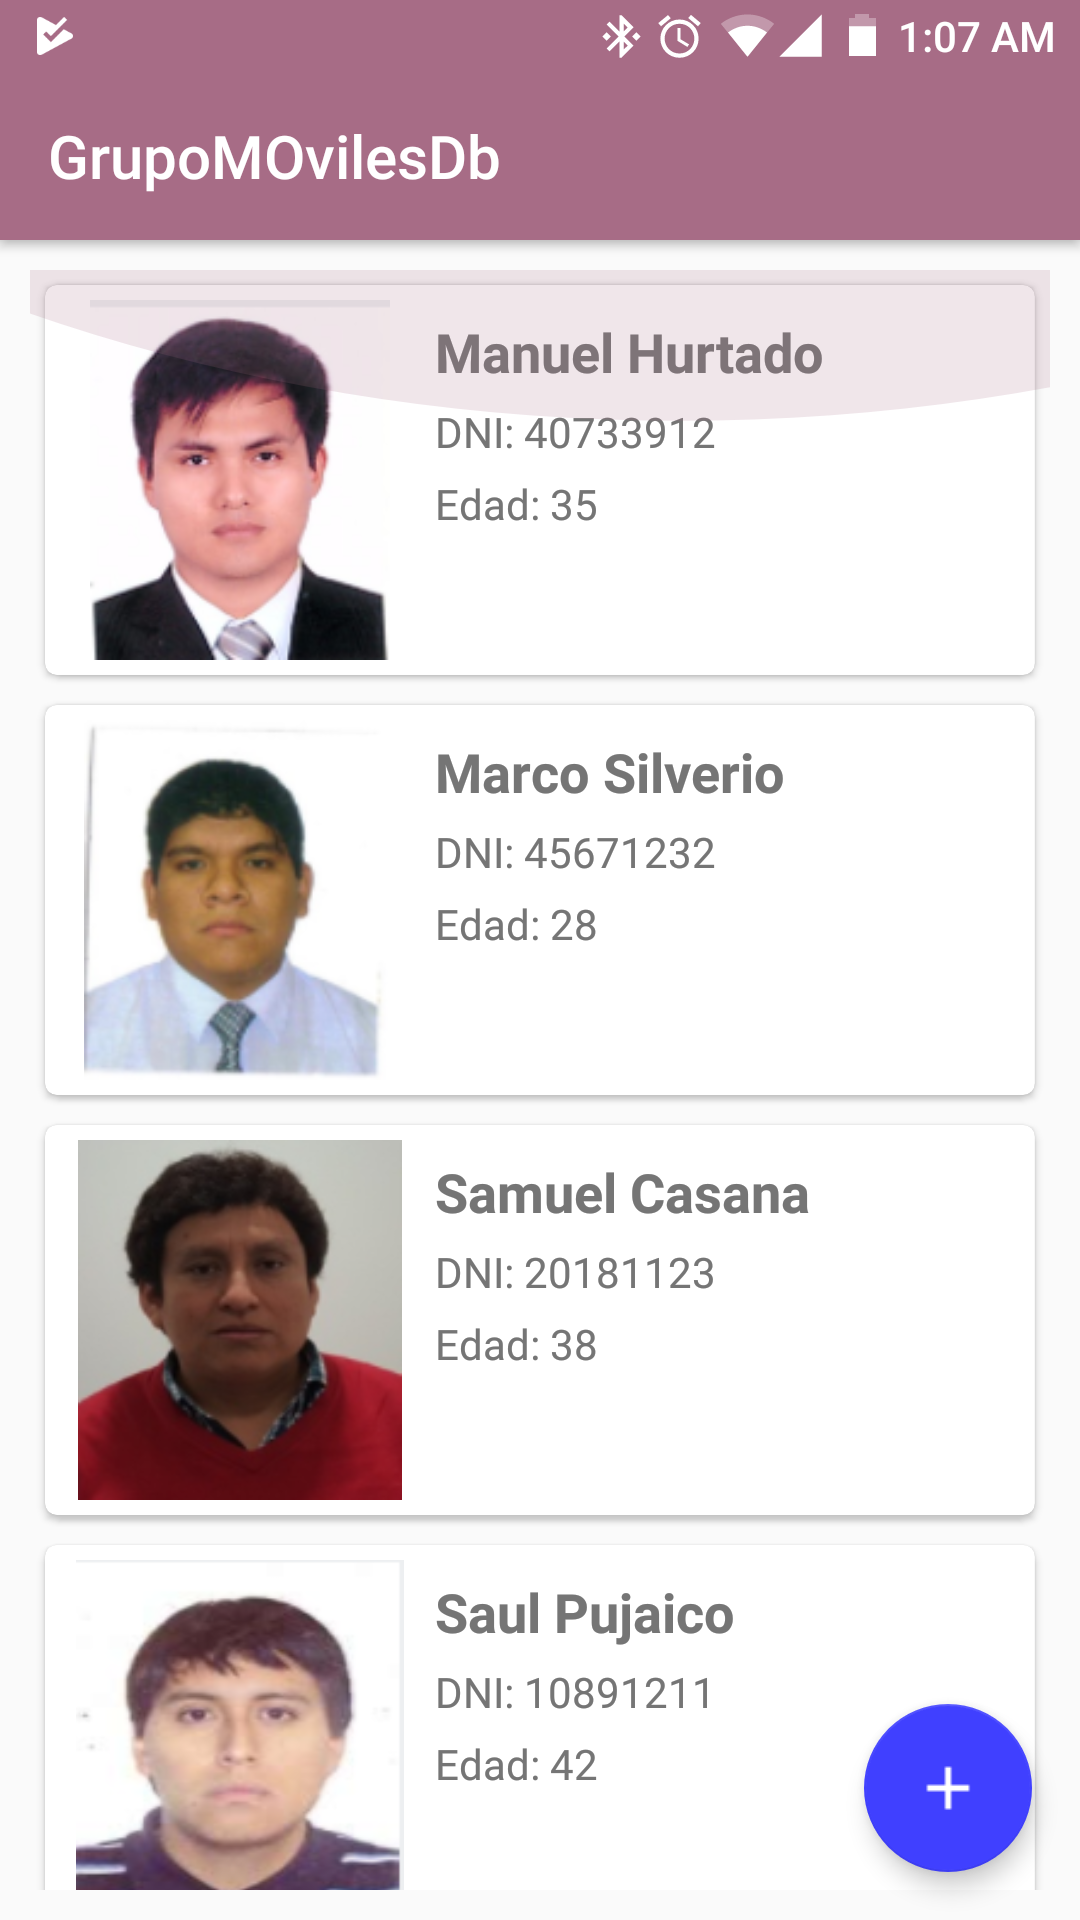 1:07 AM
GrupoMOvilesDb
Manuel Hurtado
DNI: 40733912
Edad: 35
Marco Silverio
DNI: 45671232
Edad: 28
Samuel Casana
DNI: 20181123
Edad: 38
Saul Pujaico
DNI: 10891211
Edad: 42